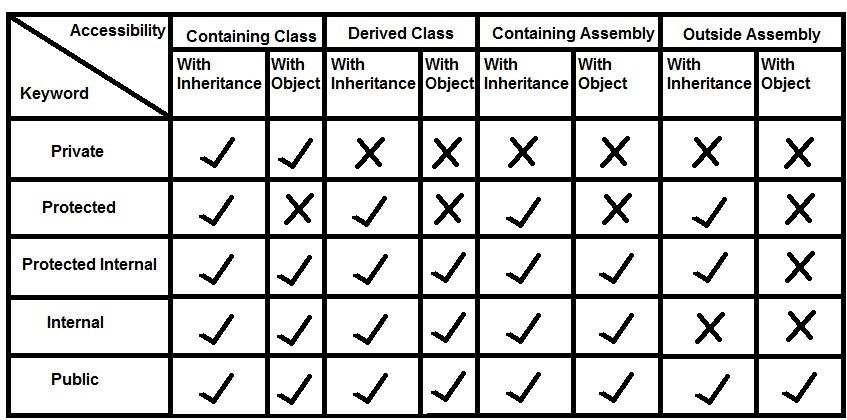 Accessibility
Keyword
Containing Class
Derived Class
Containing Assembly
Outside Assembly
With Inheritance
With Object
With Inheritance
With Object
With Inheritance
With Object
With Inheritance
With Object
Private
Protected
Protected Internal
Internal
Public